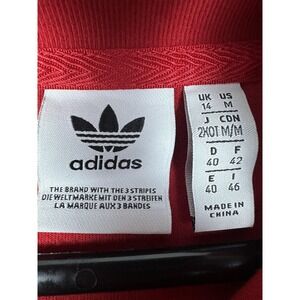 adidas
THE BRAND WITH THE 3 STRIPES
DIE WELTMARKE MIT DEN 3 STREIFEN
LA MARQUE AUX 3 BANDES
UK US
14 M
J CDN
2XOT M/M
D F
40 42
E I
40 46
MADE IN
CHINA